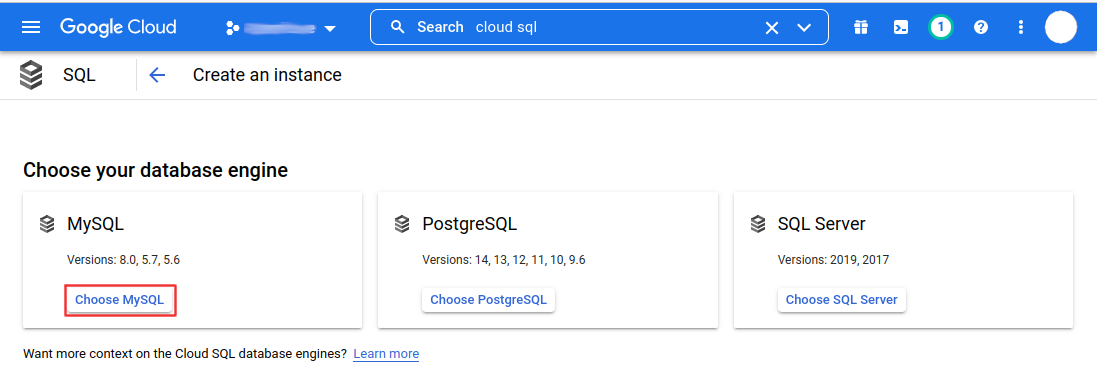 Google Cloud
Search cloud sql
1
SQL
Create an instance
Choose your database engine
MySQL
Versions: 8.0, 5.7, 5.6
Choose MySQL
PostgreSQL
Versions: 14, 13, 12, 11, 10, 9.6
Choose PostgreSQL
SQL Server
Versions: 2019, 2017
Choose SQL Server
Want more context on the Cloud SQL database engines? Learn more